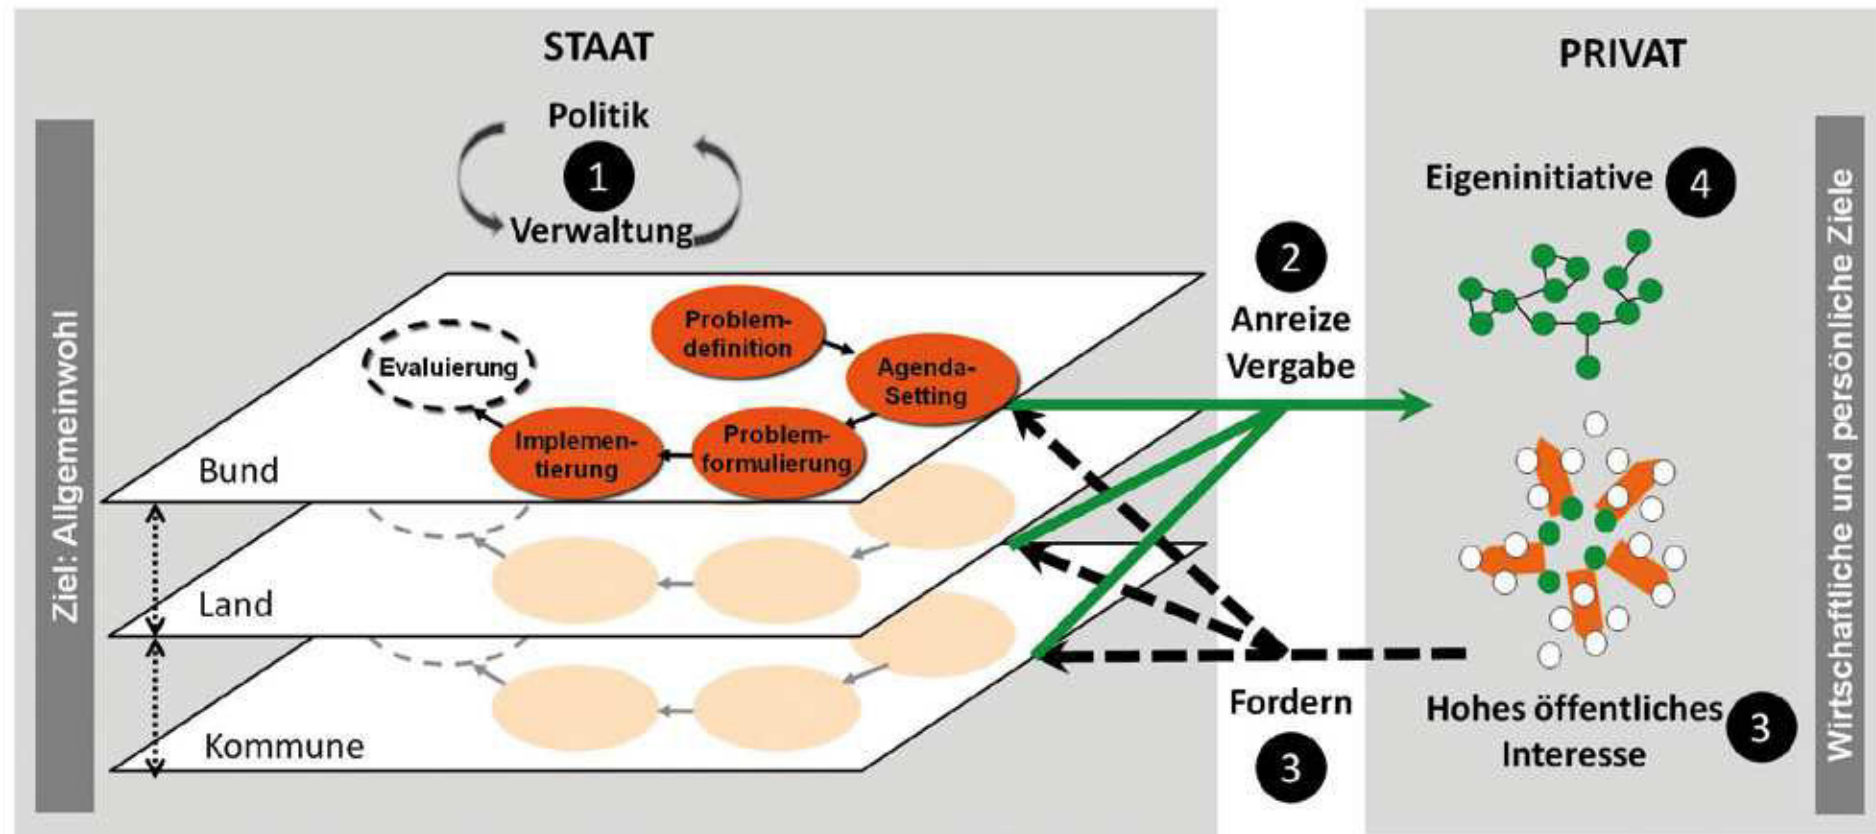 STAAT
Politik
1
Verwaltung
Ziel: Allgemeinwohl
Problem-
definition
Agenda-
Setting
Evaluierung
Implemen-
tierung
Problem-
formulierung
Bund
Land
Kommune
2
Anreize
Vergabe
Fordern
3
PRIVAT
Eigeninitiative 4
Hohes öffentliches
Interesse
3
Wirtschaftliche und persönliche Ziele